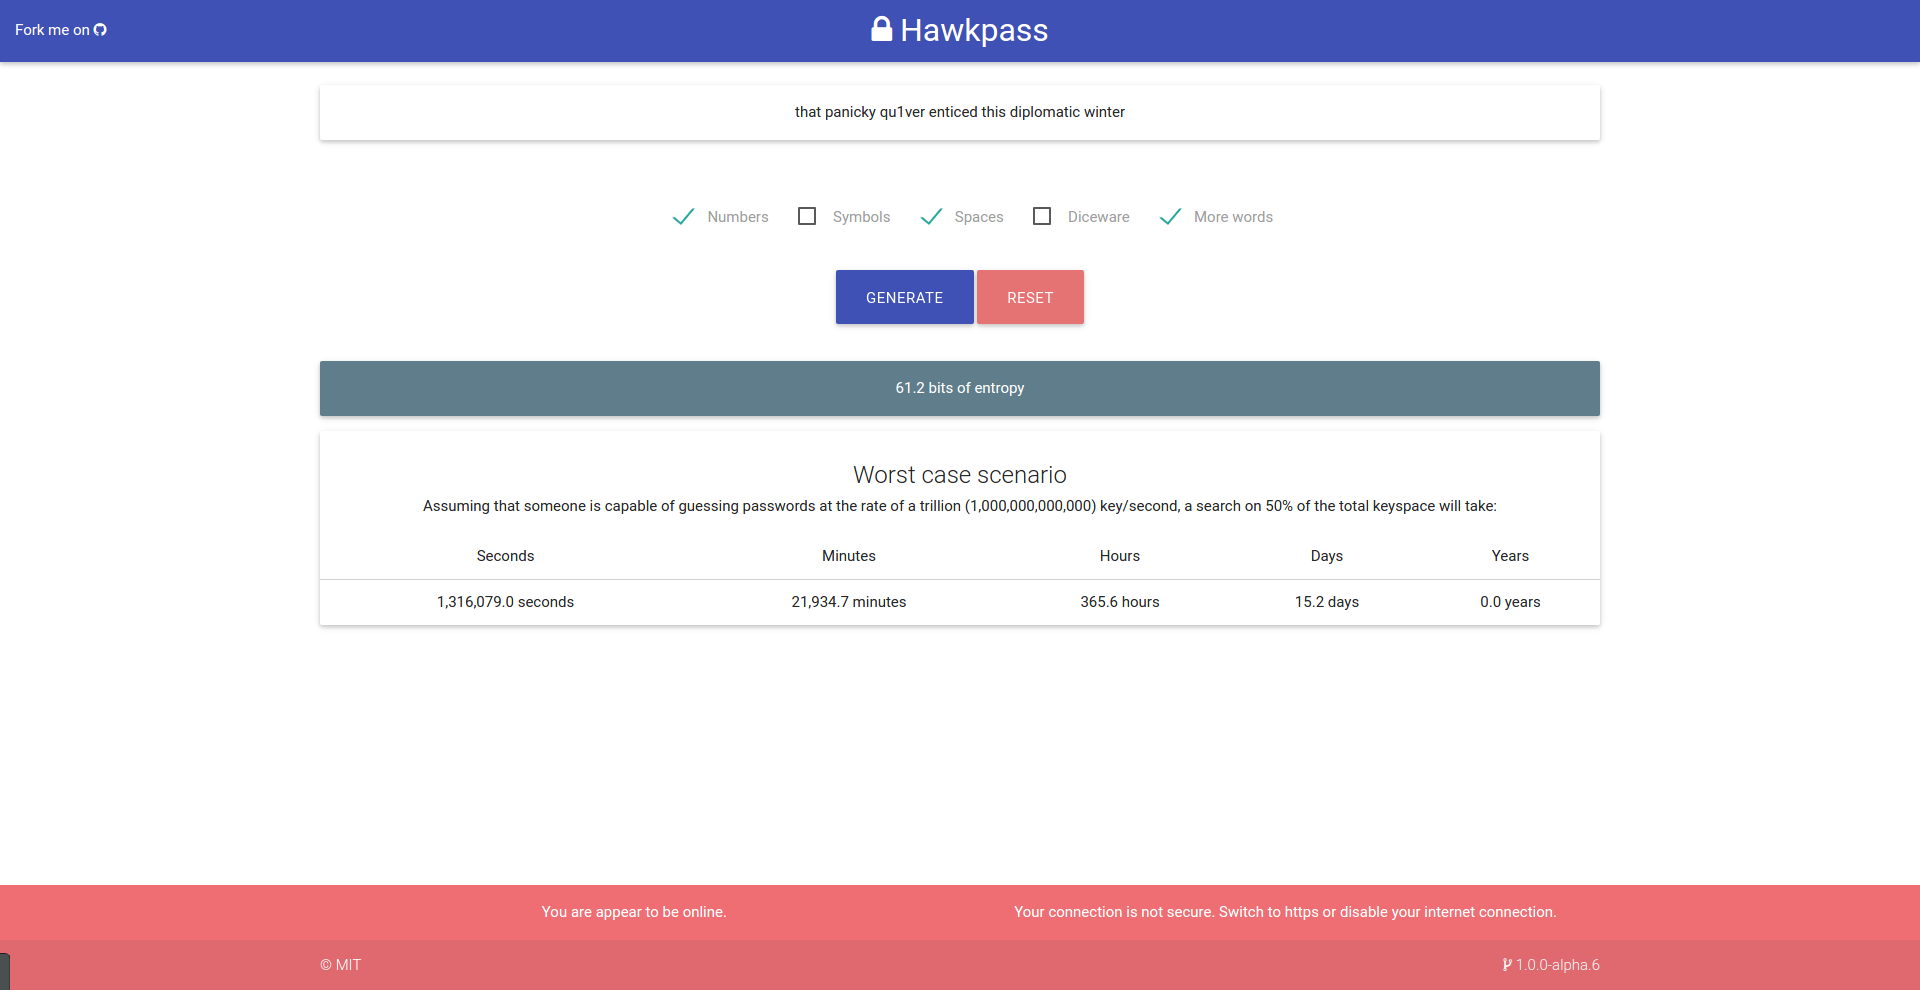 Fork me on
Hawkpass
that panicky qu1ver enticed this diplomatic winter
Numbers Symbols Spaces Diceware More words
GENERATE RESET
61.2 bits of entropy
Worst case scenario
Assuming that someone is capable of guessing passwords at the rate of a trillion (1,000,000,000,000) key/second, a search on 50% of the total keyspace will take:
Seconds Minutes Hours Days Years
1,316,079.0 seconds 21,934.7 minutes 365.6 hours 15.2 days 0.0 years
You are appear to be online. Your connection is not secure. Switch to https or disable your internet connection.
© MIT 1.0.0-alpha.6